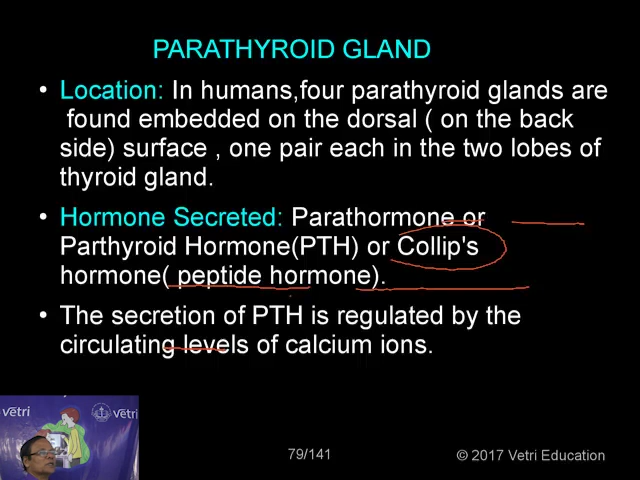 PARATHYROID GLAND
• Location: In humans,four parathyroid glands are
found embedded on the dorsal ( on the back
side) surface , one pair each in the two lobes of
thyroid gland.
• Hormone Secreted: Parathormone or
Parthyroid Hormone(PTH) or Collip's
hormone( peptide hormone).
• The secretion of PTH is regulated by the
circulating levels of calcium ions.
vetri
vetri
79/141
© 2017 Vetri Education